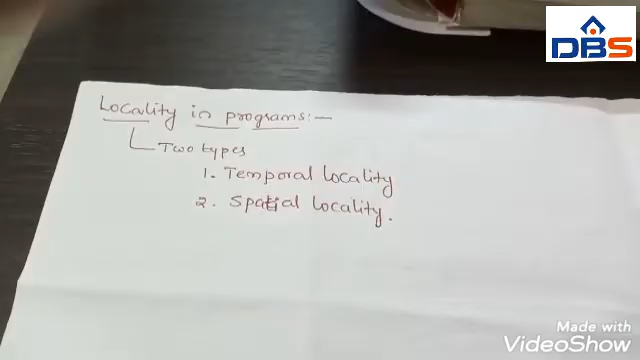 DBS
Locality in programs:-
Two types
1. Temporal locality
2. Spatial locality.
Made with
VideoShow